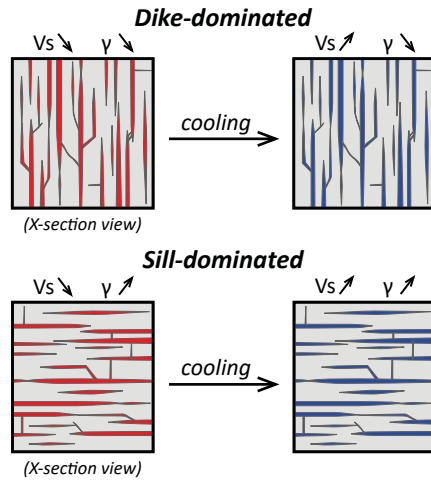 Dike-dominated
Vs ↘ γ ↘ Vs ↗ γ ↘
cooling
(X-section view)
Sill-dominated
Vs ↘ γ ↗ Vs ↗ γ ↗
cooling
(X-section view)